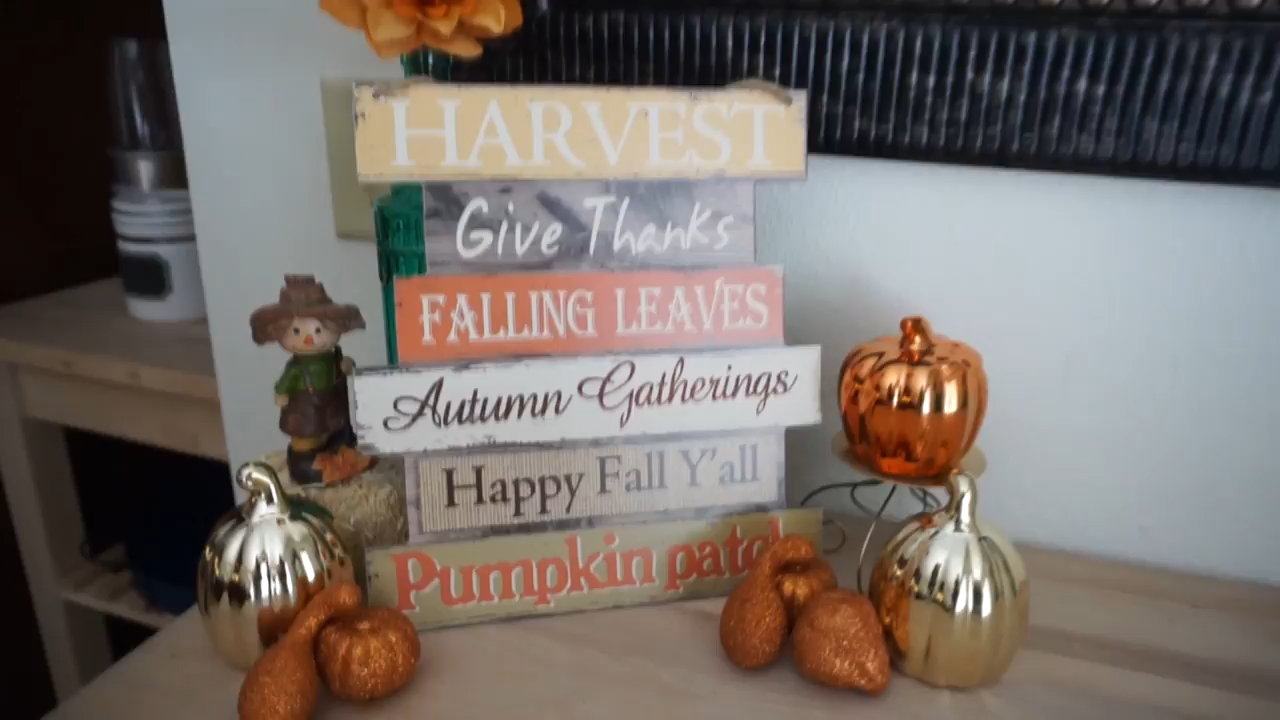 HARVEST
Give Thanks
FALLING LEAVES
Autumn Gatherings
Happy Fall Y'all
Pumpkin patch